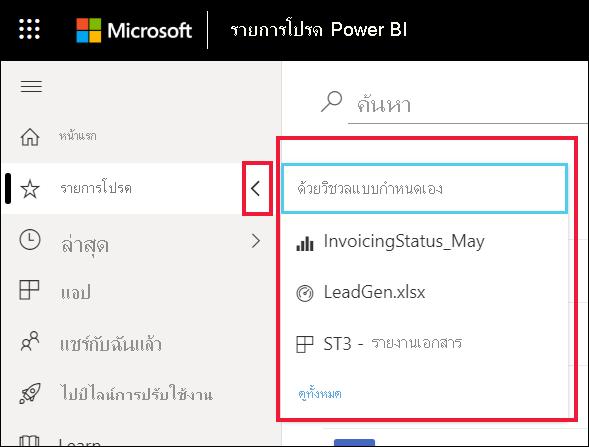 Microsoft
รายการโปรด Power BI
ค้นหา
หน้าแรก
รายการโปรด
ด้วยวิชวลแบบกำหนดเอง
ล่าสุด
InvoicingStatus_May
แอป
LeadGen.xlsx
แชร์กับฉันแล้ว
ST3 - รายงานเอกสาร
ไปป์ไลน์การปรับใช้งาน
ดูทั้งหมด
Learn